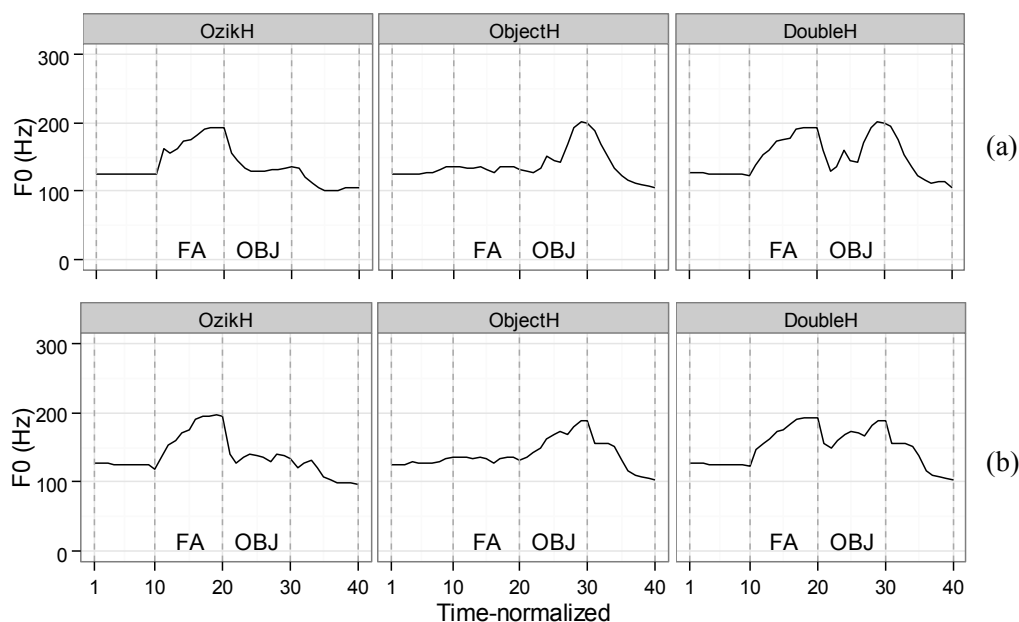 OzikH ObjectH DoubleH
300
200
100
0
F0 (Hz)
FA OBJ FA OBJ FA OBJ
(a)
OzikH ObjectH DoubleH
300
200
100
0
F0 (Hz)
FA OBJ FA OBJ FA OBJ
(b)
1 10 20 30 40 1 10 20 30 40 1 10 20 30 40
Time-normalized